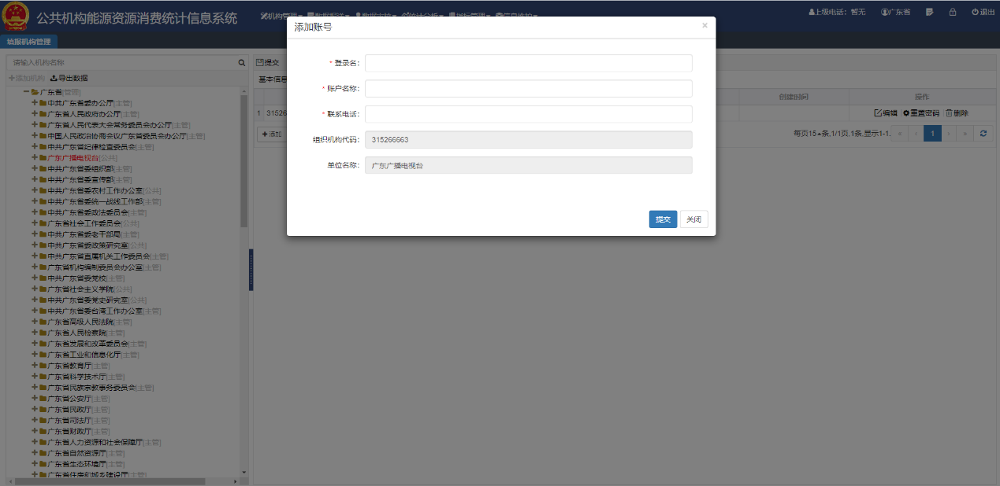 公共机构能源资源消费统计信息系统
上级电话：暂无
广东省
退出
填报机构管理
请输入机构名称
添加机构 导出数据
广东省[管理]
中共广东省委办公厅[主管]
广东省人民政府办公厅[主管]
广东省人民代表大会常务委员会办公厅[主管]
中国人民政治协商会议广东省委员会办公厅[主管]
中共广东省纪律检查委员会[主管]
广东广播电视台[公共]
中共广东省委组织部[主管]
中共广东省委宣传部[主管]
中共广东省委农村工作办公室[公共]
中共广东省委统一战线工作部[主管]
中共广东省委政法委员会[主管]
广东省社会工作委员会[公共]
中共广东省委老干部局[主管]
中共广东省委政策研究室[公共]
中共广东省直属机关工作委员会[主管]
广东省机构编制委员会办公室[主管]
中共广东省委党校[主管]
广东省社会主义学院[公共]
中共广东省委党史研究室[公共]
中共广东省委台湾工作办公室[主管]
广东省高级人民法院[主管]
广东省人民检察院[主管]
广东省发展和改革委员会[主管]
广东省工业和信息化厅[主管]
广东省教育厅[主管]
广东省科学技术厅[主管]
广东省民族宗教事务委员会[主管]
广东省公安厅[主管]
广东省民政厅[主管]
广东省司法厅[主管]
广东省财政厅[主管]
广东省人力资源和社会保障厅[主管]
广东省自然资源厅[主管]
广东省生态环境厅[主管]
广东省住房和城乡建设厅[主管]
提交
基本信息
创建时间 操作
1 315266
编辑 重置密码 删除
添加
每页15条,1/1页,1条,显示1-1.
« ‹ 1 › »
添加账号
×
* 登录名：
* 账户名称：
* 联系电话：
组织机构代码： 315266663
单位名称： 广东广播电视台
提交 关闭